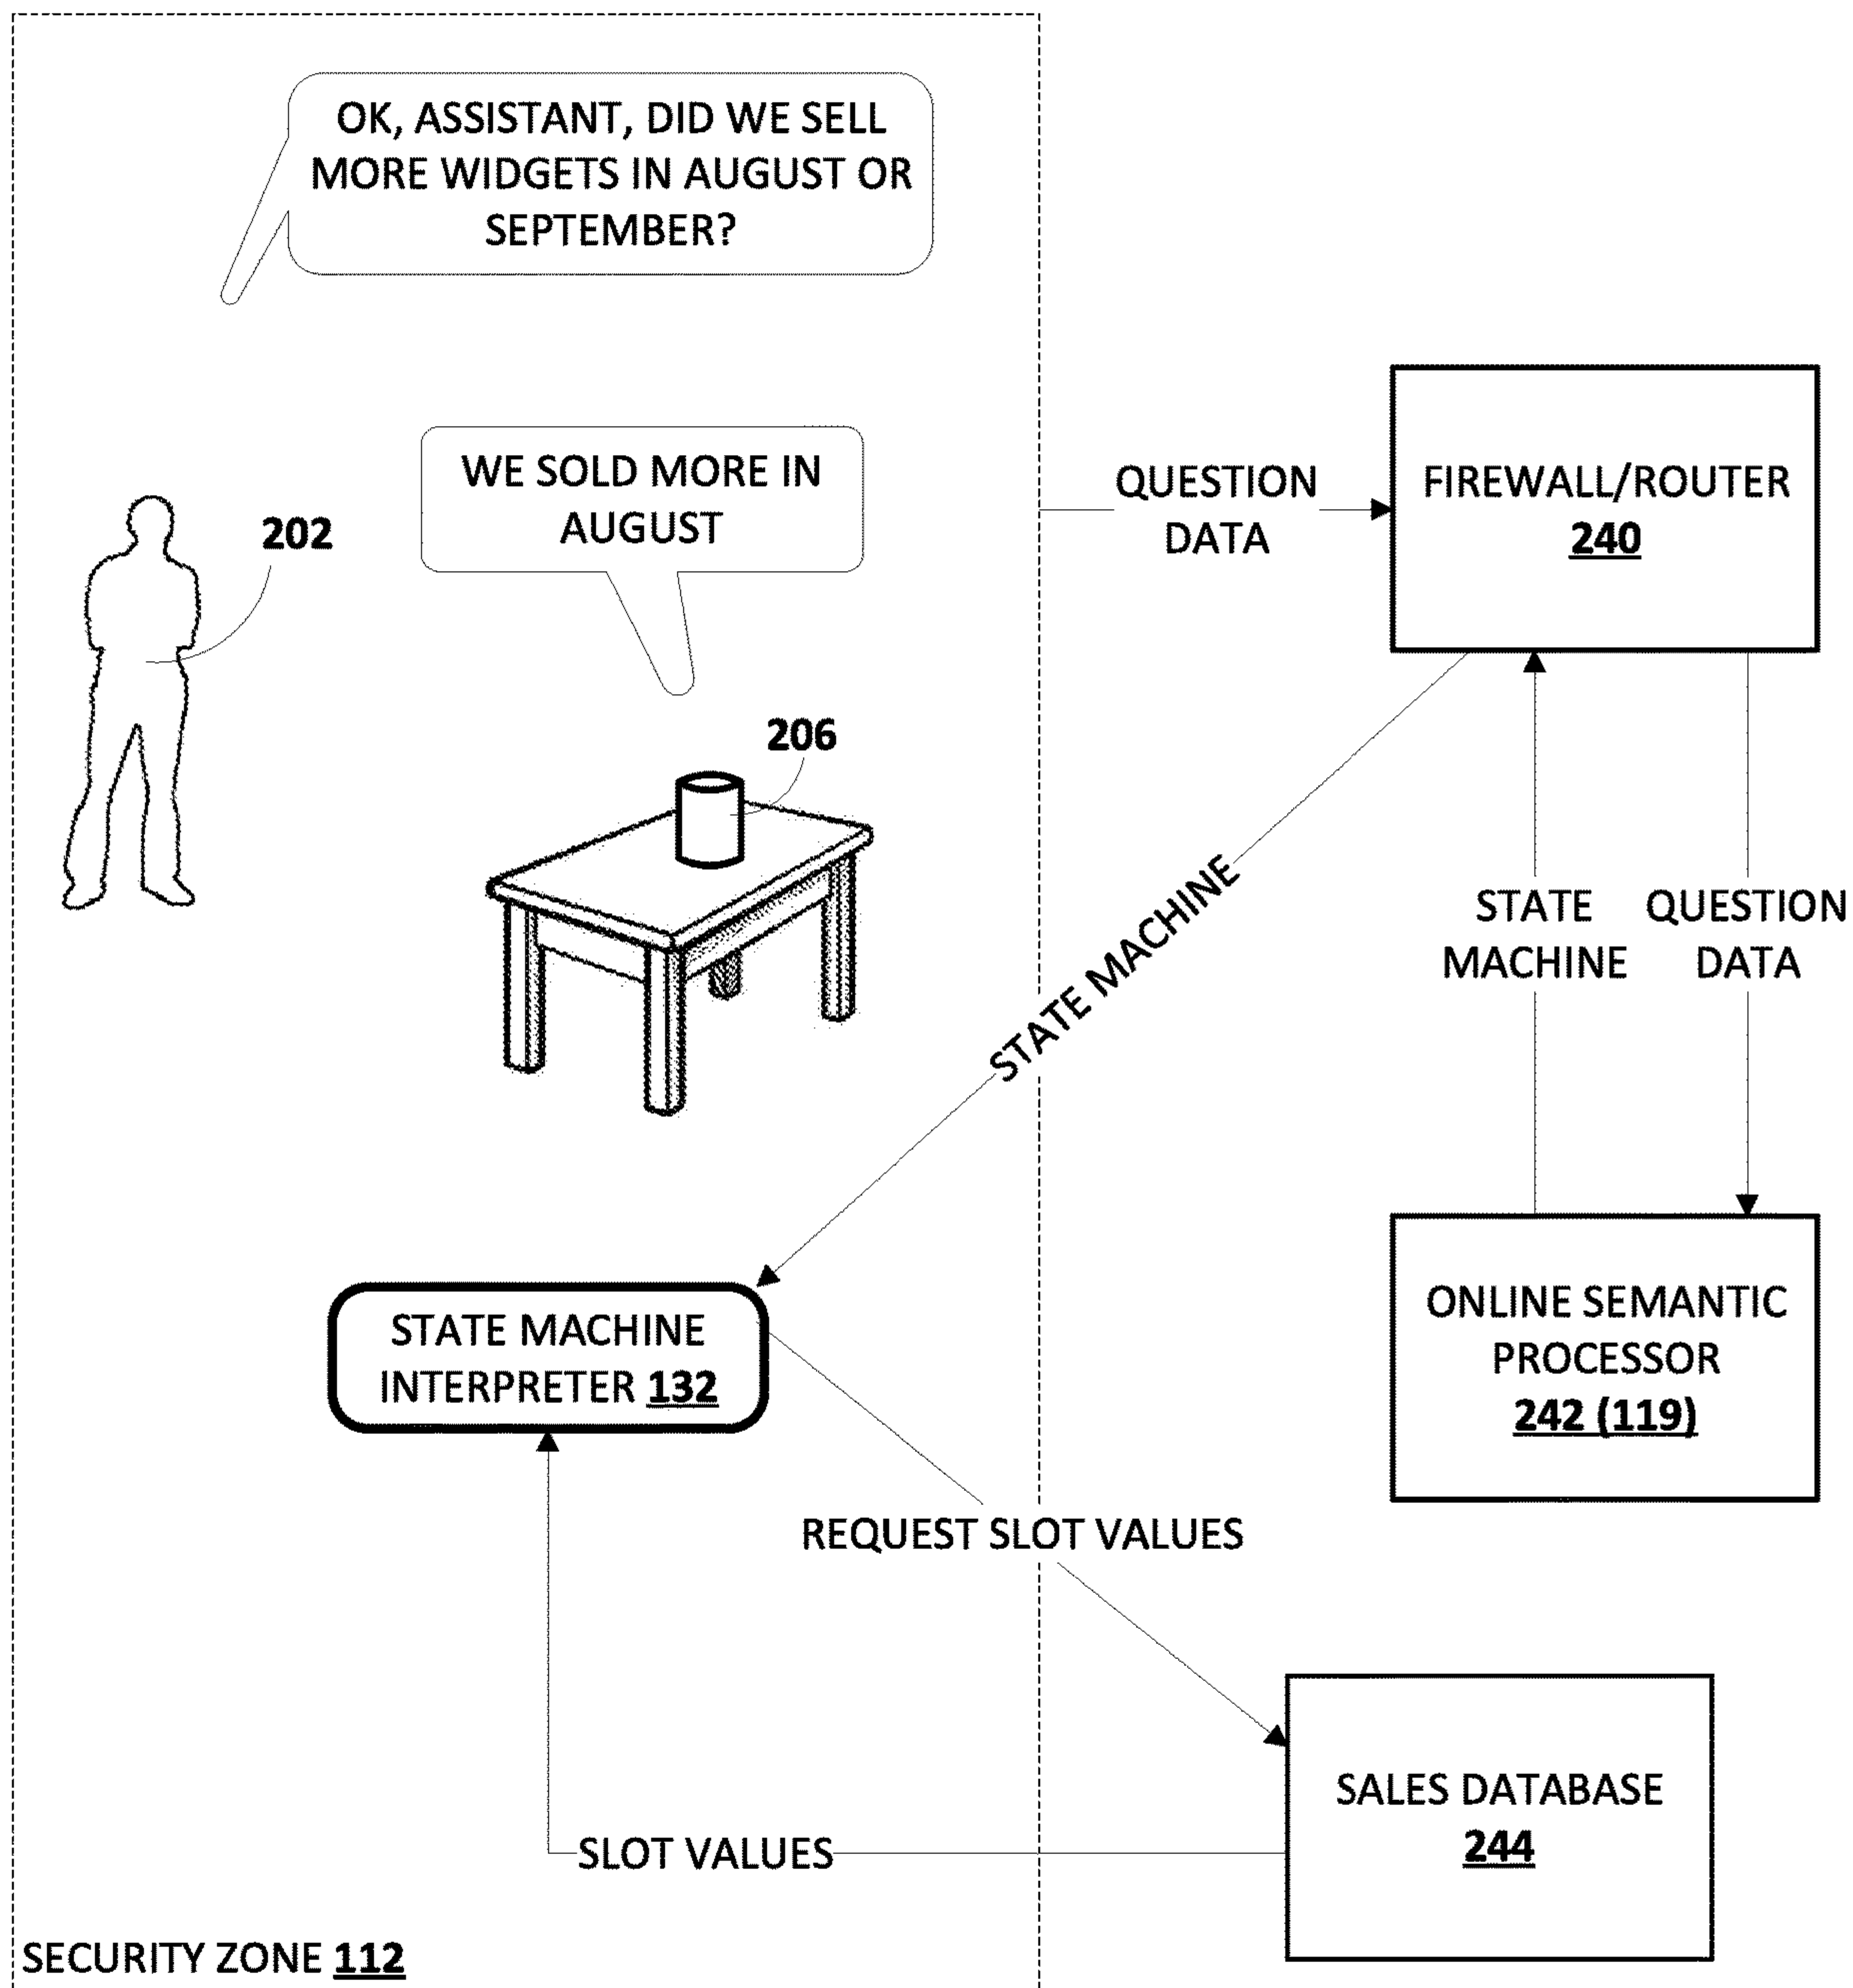 OK, ASSISTANT, DID WE SELL
MORE WIDGETS IN AUGUST OR
SEPTEMBER?
WE SOLD MORE IN
AUGUST
202
206
QUESTION
DATA
FIREWALL/ROUTER
240
STATE MACHINE
STATE
MACHINE
QUESTION
DATA
ONLINE SEMANTIC
PROCESSOR
242 (119)
STATE MACHINE
INTERPRETER 132
REQUEST SLOT VALUES
SALES DATABASE
244
SLOT VALUES
SECURITY ZONE 112